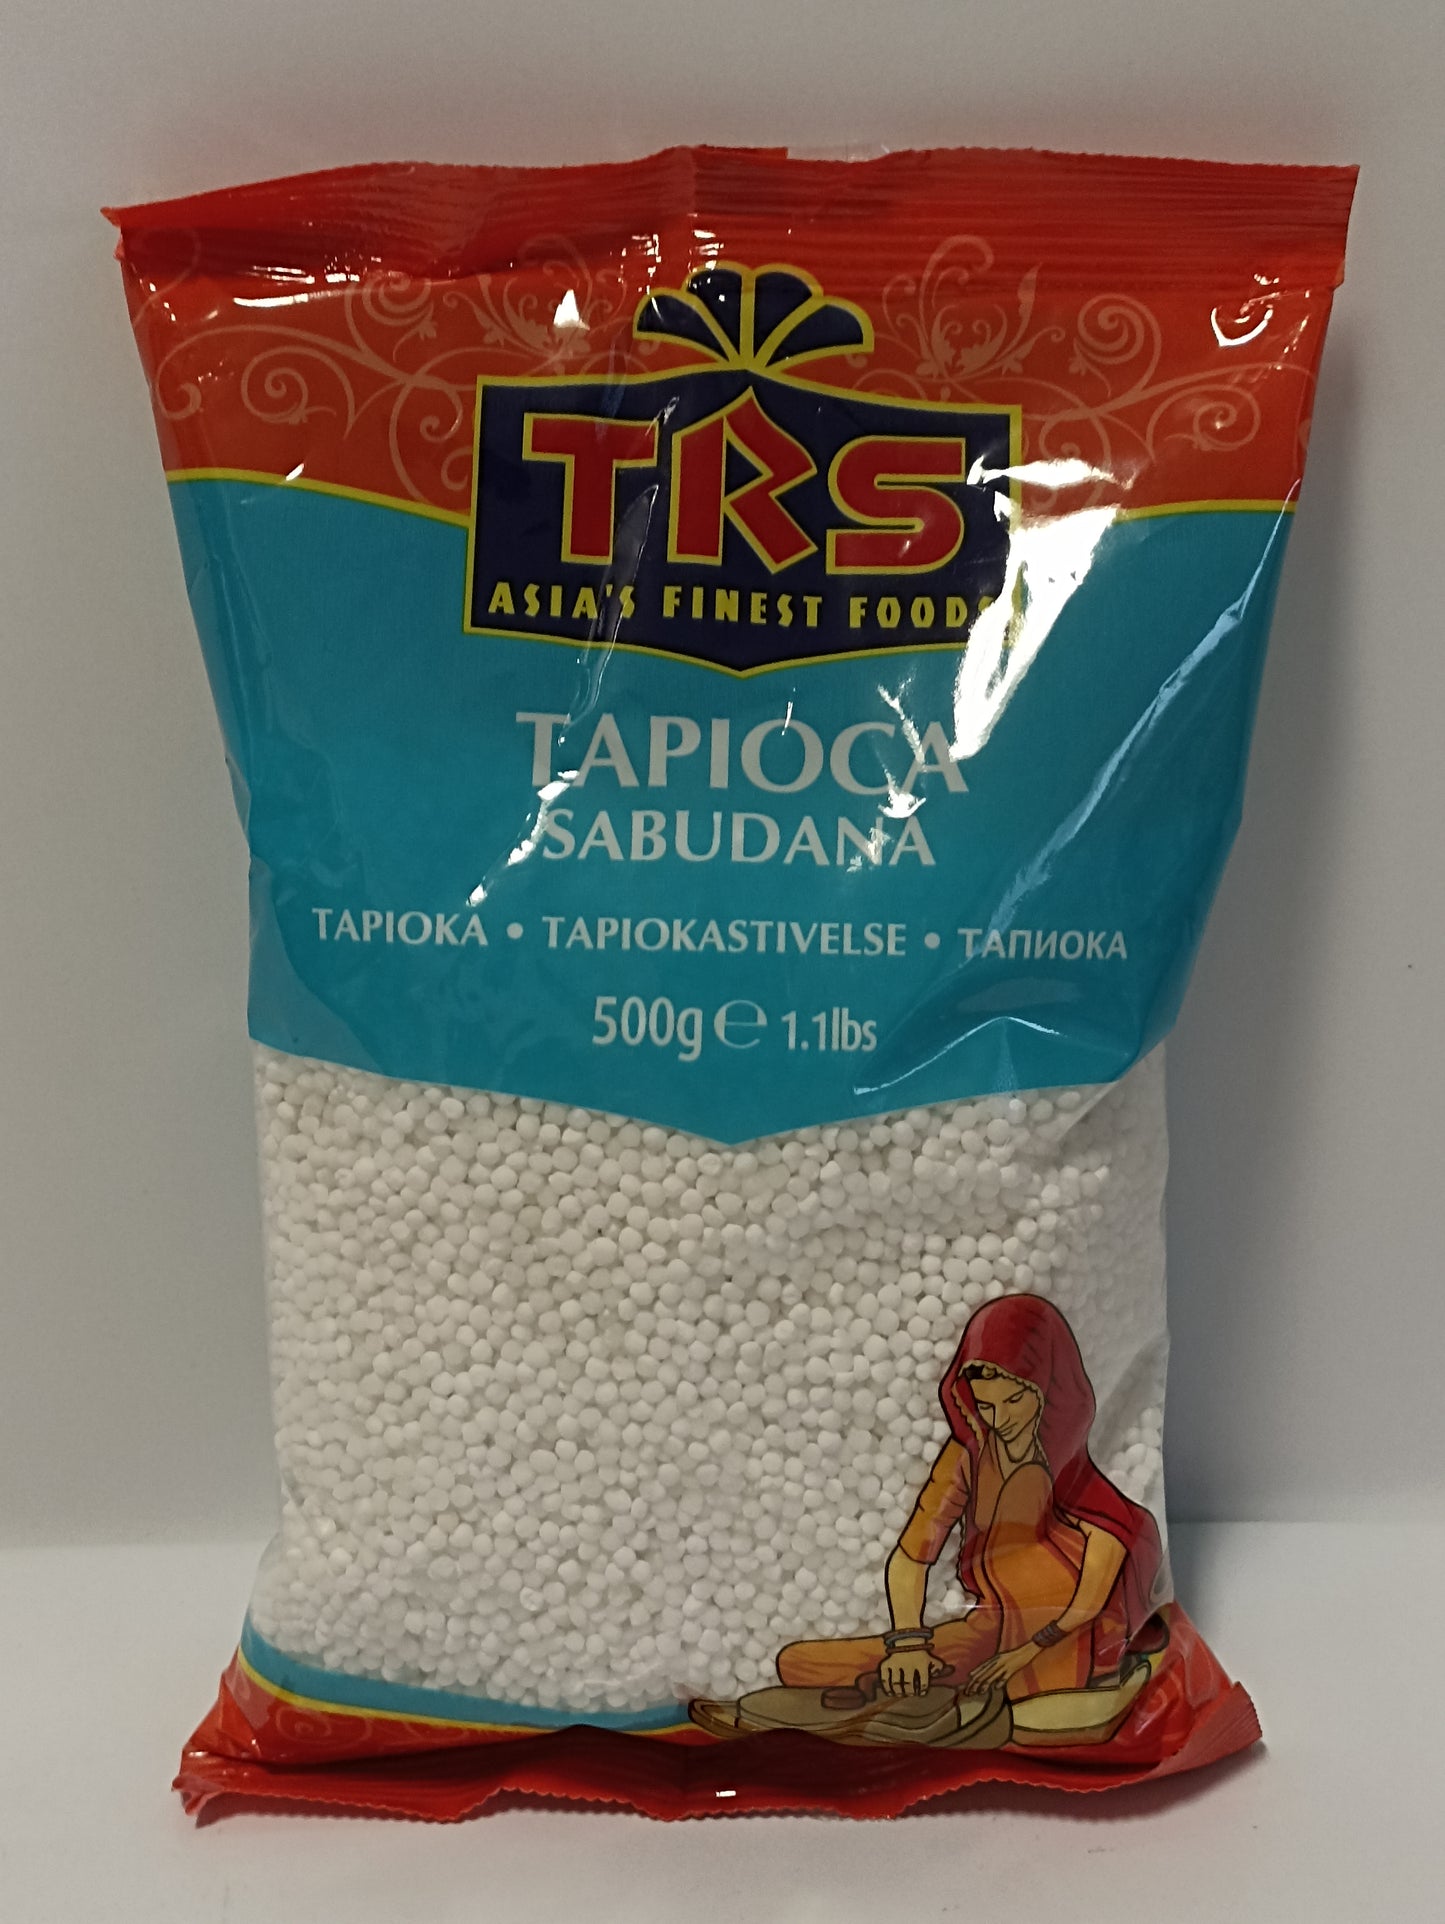 TRS
ASIA'S FINEST FOODS
TAPIOCA
SABUDANA
TAPIOKA • TAPIOKASTIVELSE • ТАПИОКА
500g ℮ 1.1lbs